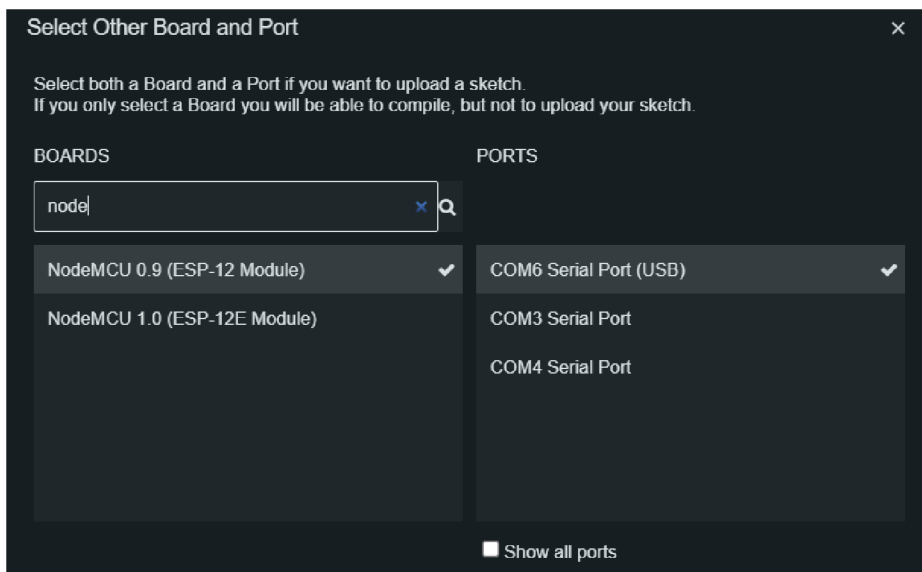 Select Other Board and Port
Select both a Board and a Port if you want to upload a sketch.
If you only select a Board you will be able to compile, but not to upload your sketch.
BOARDS
node
NodeMCU 0.9 (ESP-12 Module)
NodeMCU 1.0 (ESP-12E Module)
PORTS
COM6 Serial Port (USB)
COM3 Serial Port
COM4 Serial Port
Show all ports